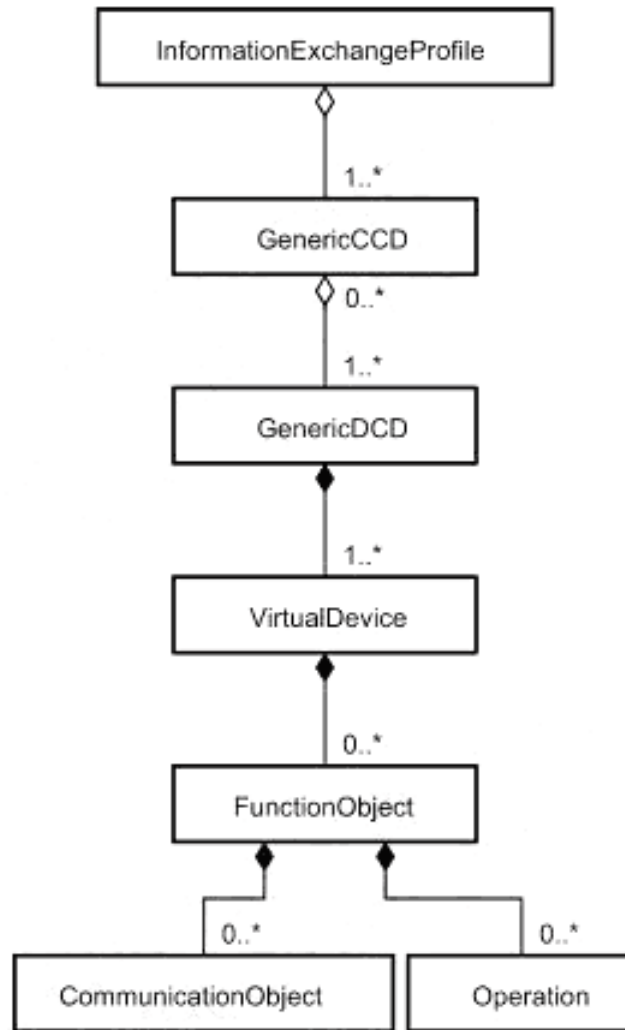 InformationExchangeProfile
1..*
GenericCCD
0..*
1..*
GenericDCD
1..*
VirtualDevice
0..*
FunctionObject
0..*
0..*
CommunicationObject
Operation